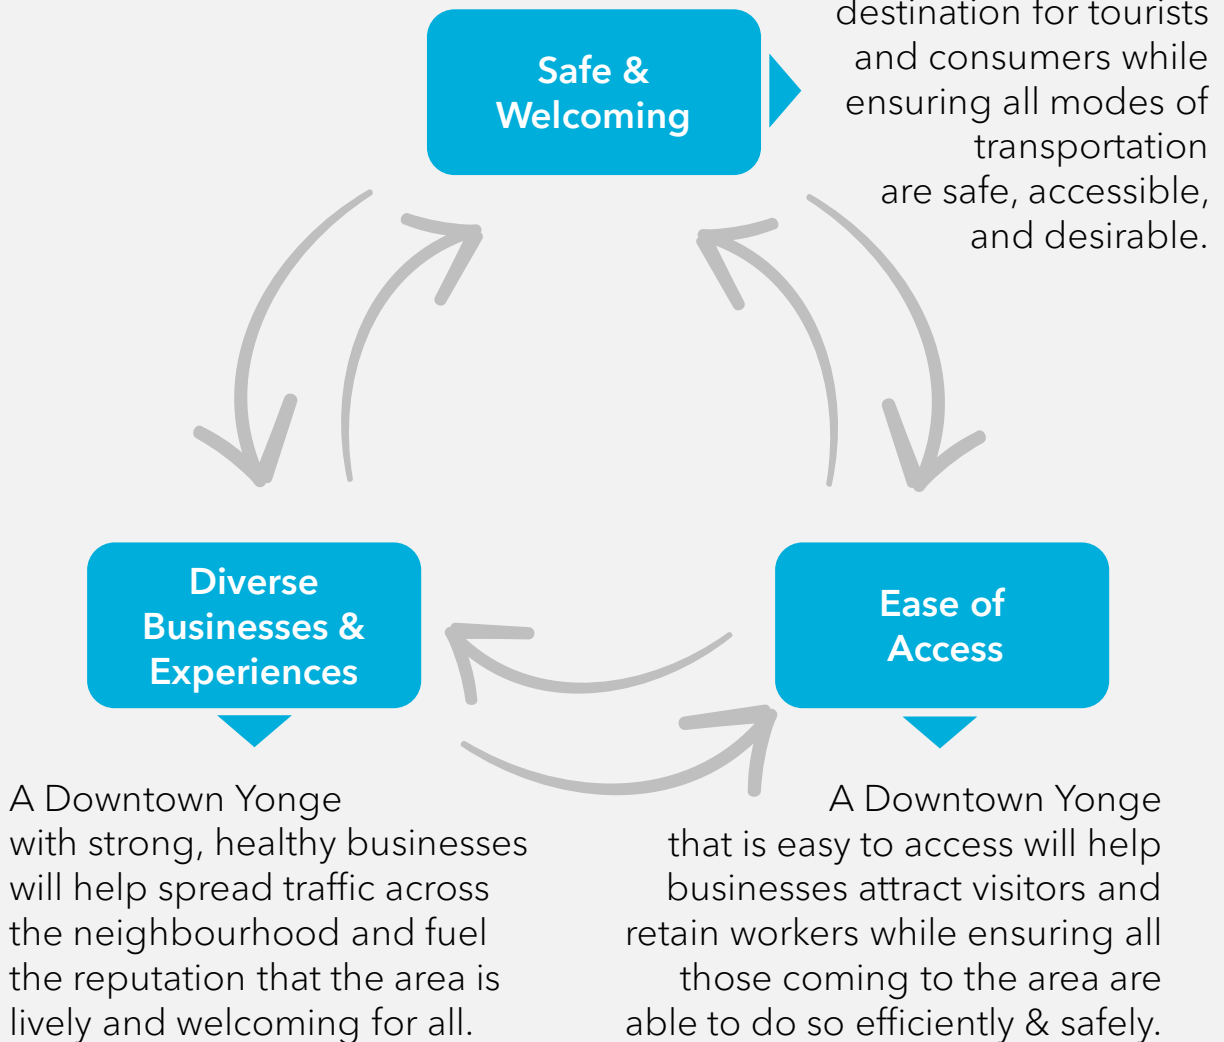 destination for tourists
and consumers while
ensuring all modes of
transportation
are safe, accessible,
and desirable.
Safe &
Welcoming
Diverse
Businesses &
Experiences
Ease of
Access
A Downtown Yonge
with strong, healthy businesses
will help spread traffic across
the neighbourhood and fuel
the reputation that the area is
lively and welcoming for all.
A Downtown Yonge
that is easy to access will help
businesses attract visitors and
retain workers while ensuring all
those coming to the area are
able to do so efficiently & safely.